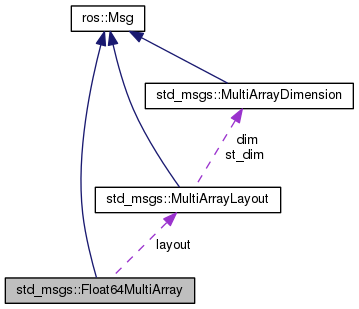 ros::Msg
std_msgs::MultiArrayDimension
dim
st_dim
std_msgs::MultiArrayLayout
layout
std_msgs::Float64MultiArray